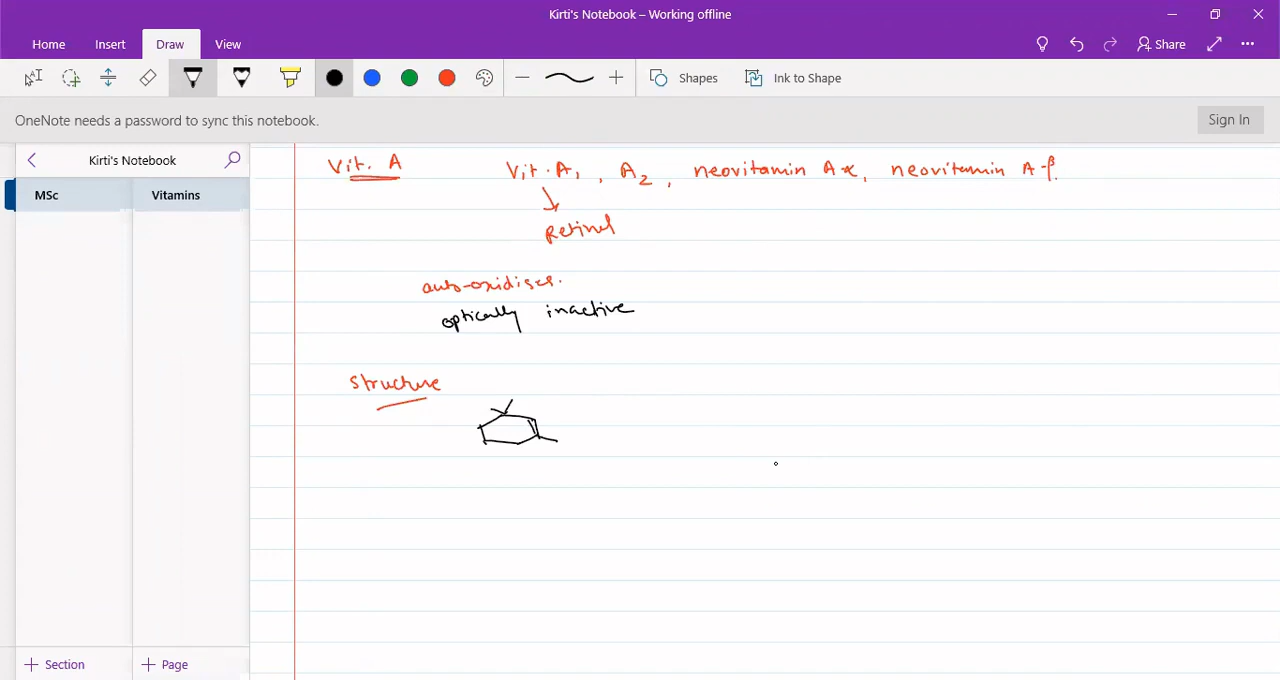 Kirti's Notebook – Working offline
Home Insert Draw View Share
Shapes Ink to Shape
OneNote needs a password to sync this notebook. Sign In
Kirti's Notebook
MSc Vitamins
Vit. A Vit. A1, A2, neovitamin A-α, neovitamin A-β.
Retinol
auto-oxidises.
optically inactive
Structure
+ Section + Page